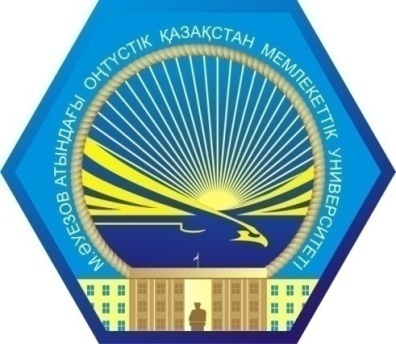 М.ӘУЕЗОВ АТЫНДАҒЫ ОҢТҮСТІК ҚАЗАҚСТАН МЕМЛЕКЕТТІК УНИВЕРСИТЕТІ